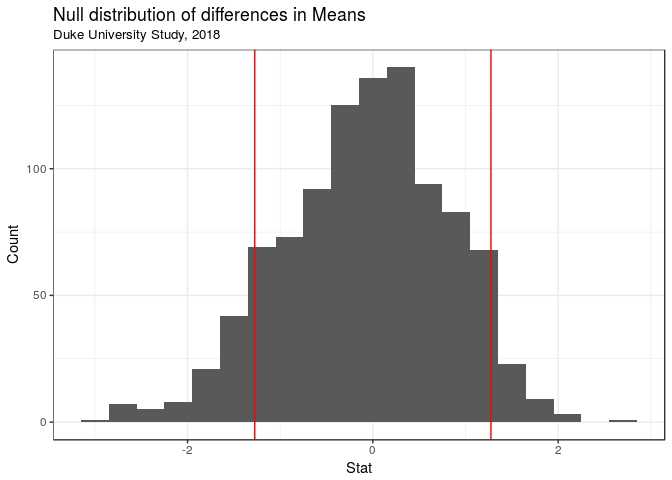 Null distribution of differences in Means
Duke University Study, 2018
100
50
0
Count
-2
0
2
Stat